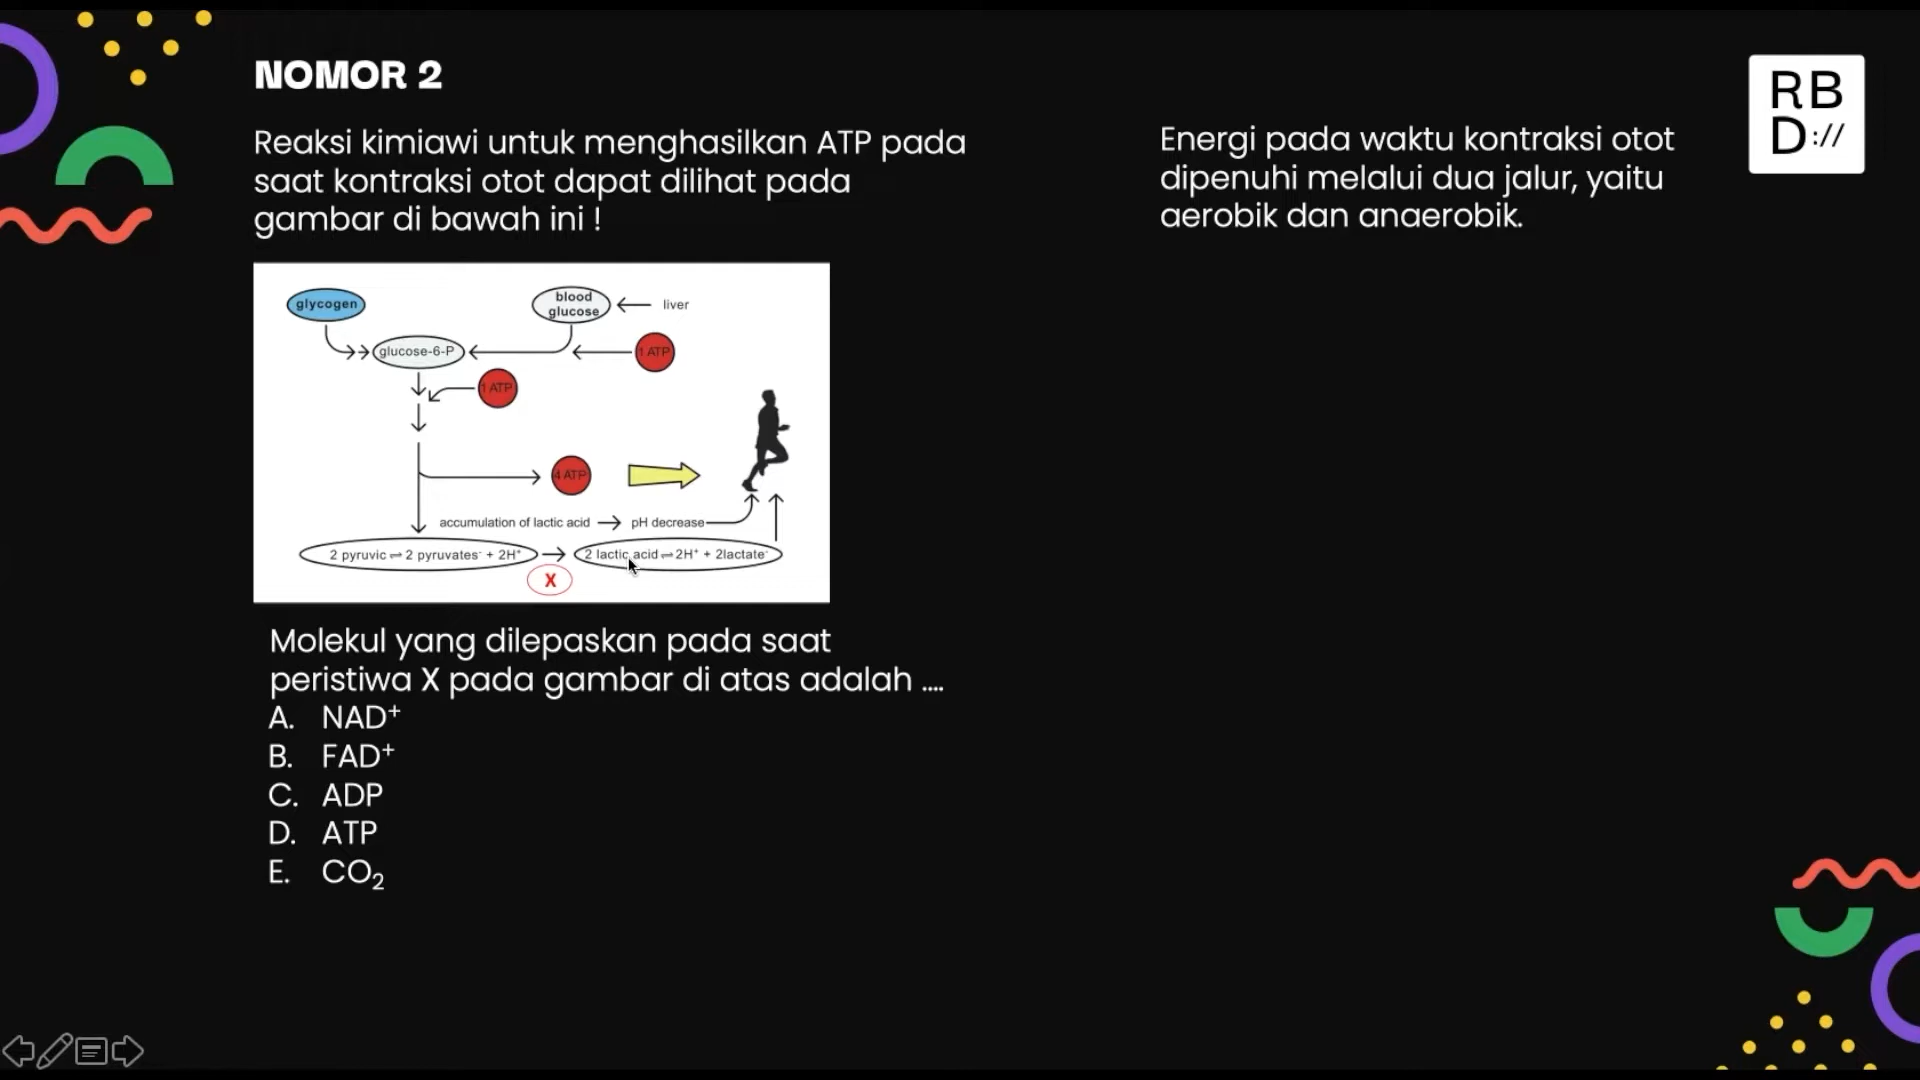 NOMOR 2
Reaksi kimiawi untuk menghasilkan ATP pada
saat kontraksi otot dapat dilihat pada
gambar di bawah ini !
glycogen
blood
glucose
liver
glucose-6-P
1 ATP
1 ATP
4 ATP
accumulation of lactic acid
pH decrease
2 pyruvic ⇌ 2 pyruvates⁻ + 2H⁺
2 lactic acid ⇌ 2H⁺ + 2lactate⁻
X
Molekul yang dilepaskan pada saat
peristiwa X pada gambar di atas adalah ....
A. NAD⁺
B. FAD⁺
C. ADP
D. ATP
E. CO₂
Energi pada waktu kontraksi otot
dipenuhi melalui dua jalur, yaitu
aerobik dan anaerobik.
RB
D://